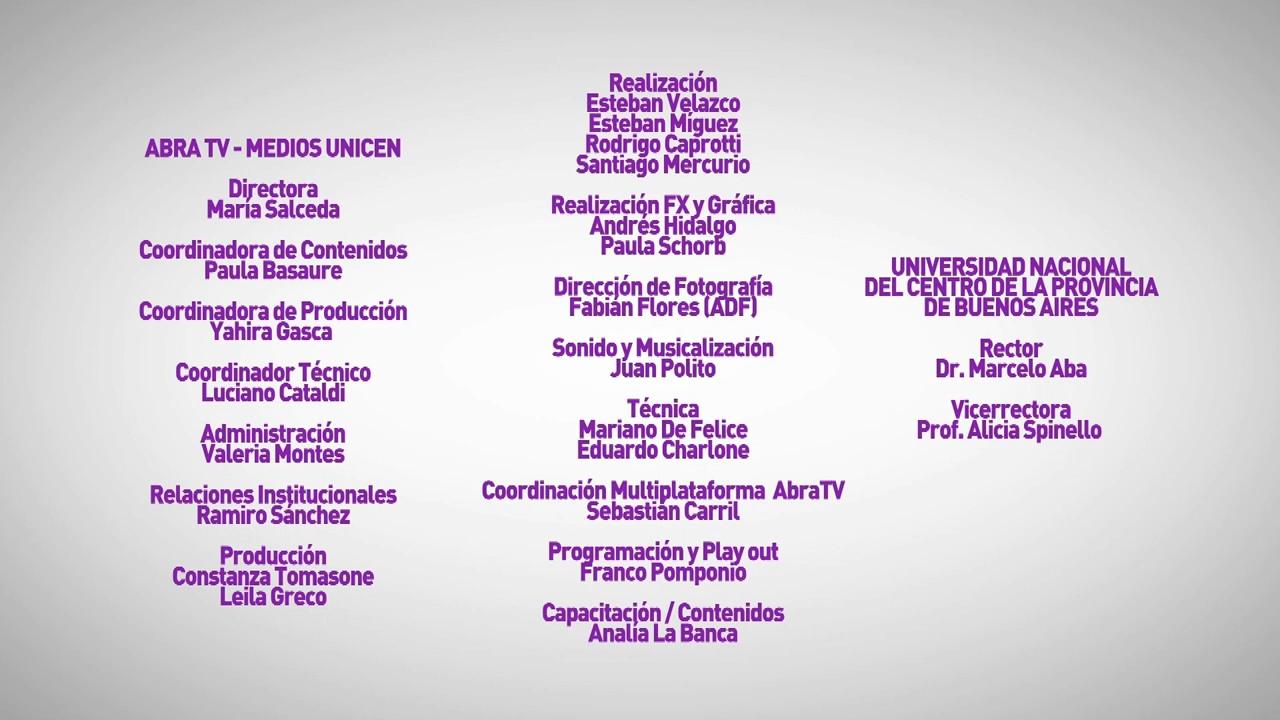 ABRA TV - MEDIOS UNICEN
Directora
María Salceda
Coordinadora de Contenidos
Paula Basaure
Coordinadora de Producción
Yahira Gasca
Coordinador Técnico
Luciano Cataldi
Administración
Valeria Montes
Relaciones Institucionales
Ramiro Sánchez
Producción
Constanza Tomasone
Leila Greco
Realización
Esteban Velazco
Esteban Míguez
Rodrigo Caprotti
Santiago Mercurio
Realización FX y Gráfica
Andrés Hidalgo
Paula Schorb
Dirección de Fotografía
Fabián Flores (ADF)
Sonido y Musicalización
Juan Polito
Técnica
Mariano De Felice
Eduardo Charlone
Coordinación Multiplataforma AbraTV
Sebastián Carril
Programación y Play out
Franco Pomponio
Capacitación / Contenidos
Analía La Banca
UNIVERSIDAD NACIONAL
DEL CENTRO DE LA PROVINCIA
DE BUENOS AIRES
Rector
Dr. Marcelo Aba
Vicerrectora
Prof. Alicia Spinello